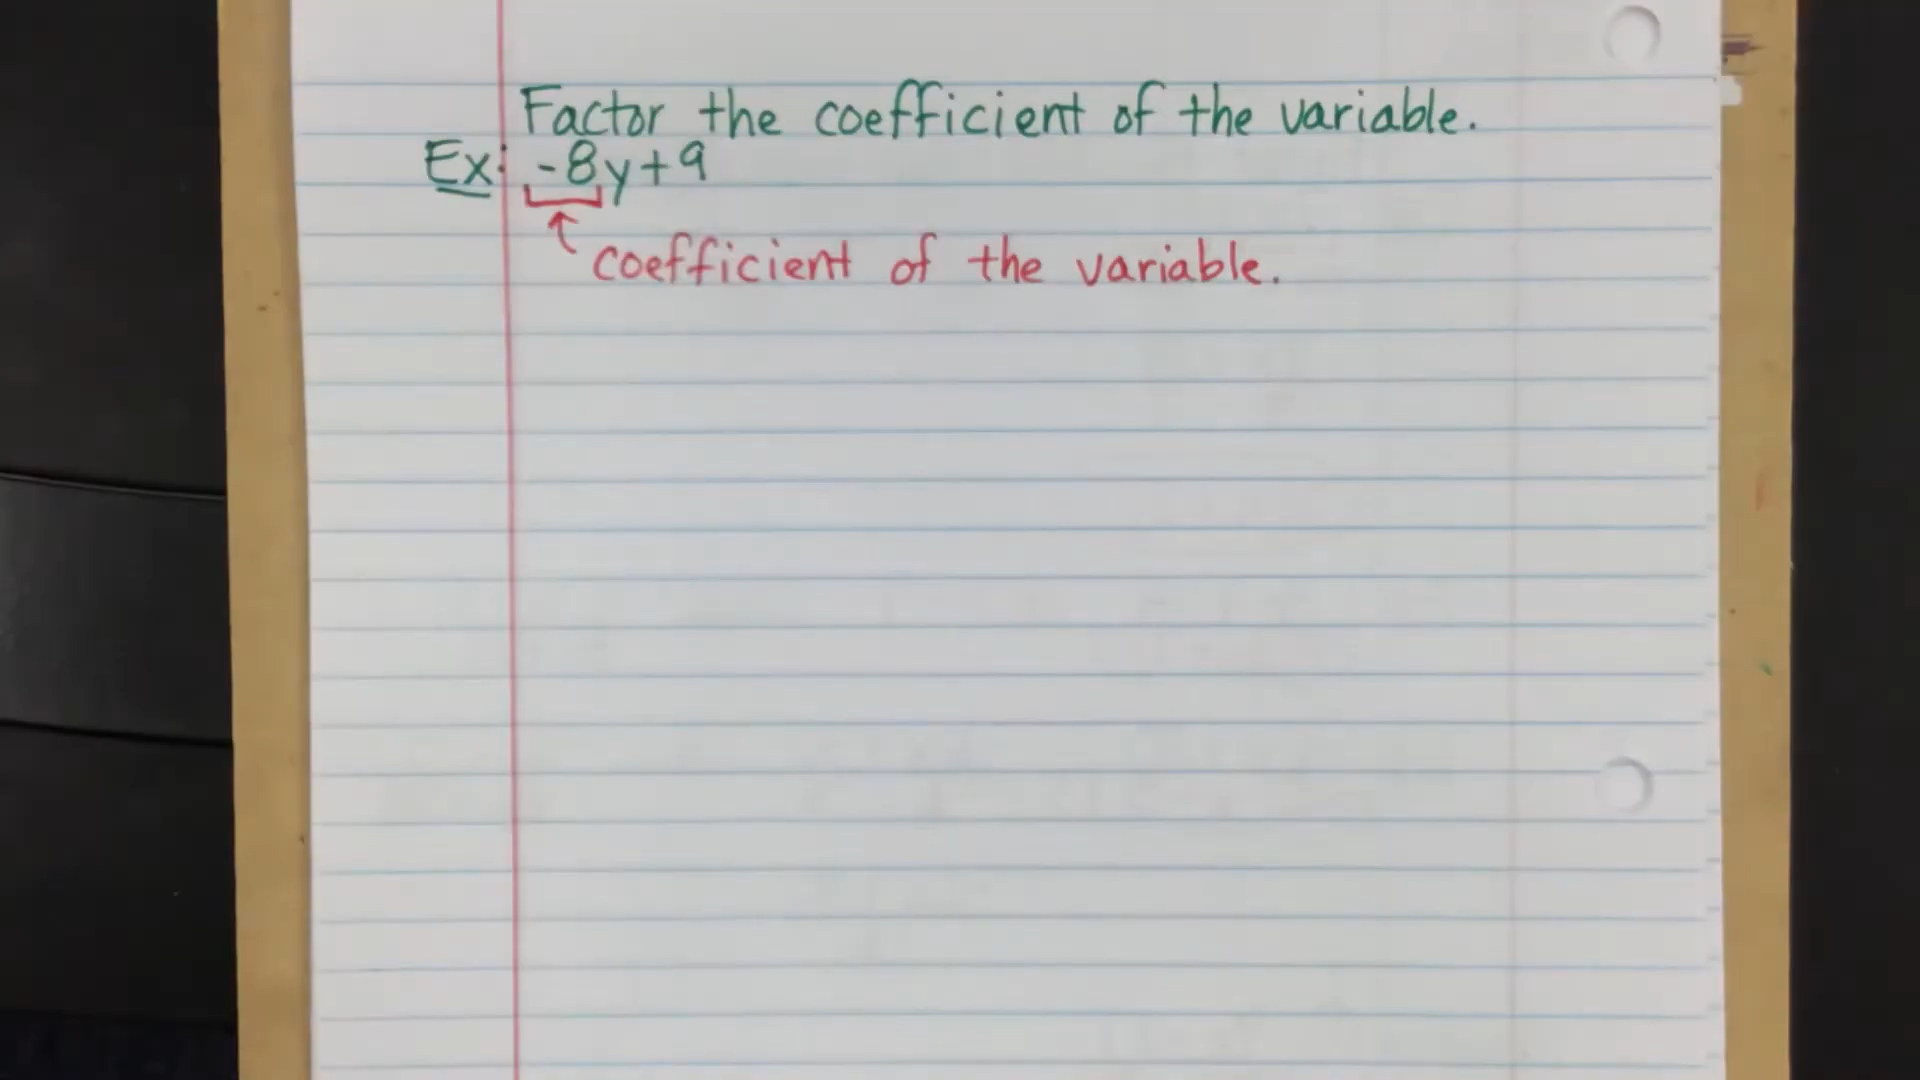 Factor the coefficient of the variable.
Ex: -8y+9
coefficient of the variable.